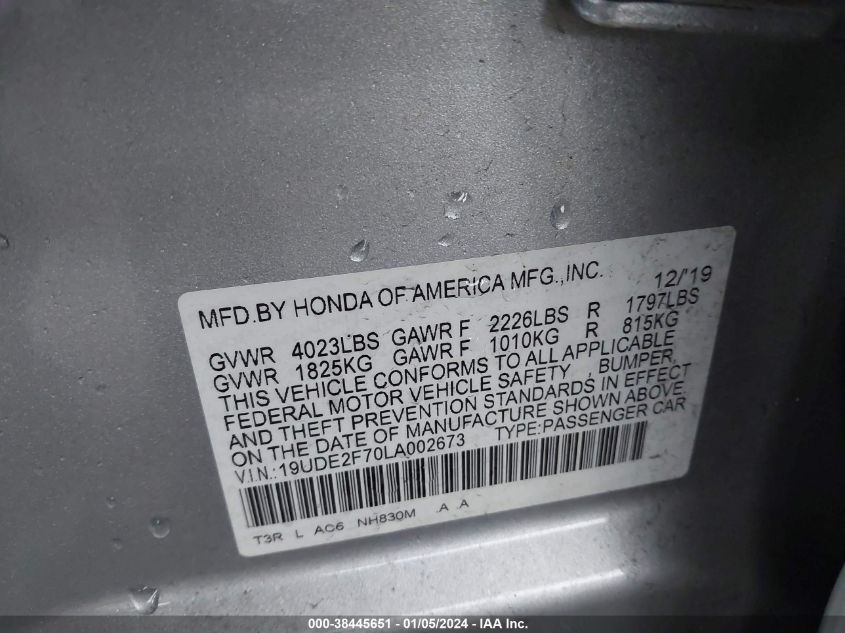 MFD.BY HONDA OF AMERICA MFG.,INC. 12/'19
GVWR 4023LBS GAWR F 2226LBS R 1797LBS
GVWR 1825KG GAWR F 1010KG R 815KG
THIS VEHICLE CONFORMS TO ALL APPLICABLE
FEDERAL MOTOR VEHICLE SAFETY , BUMPER,
AND THEFT PREVENTION STANDARDS IN EFFECT
ON THE DATE OF MANUFACTURE SHOWN ABOVE
V.I.N.:19UDE2F70LA002673 TYPE:PASSENGER CAR
T3R L AC6 NH830M .A .A
000-38445651 - 01/05/2024 - IAA Inc.